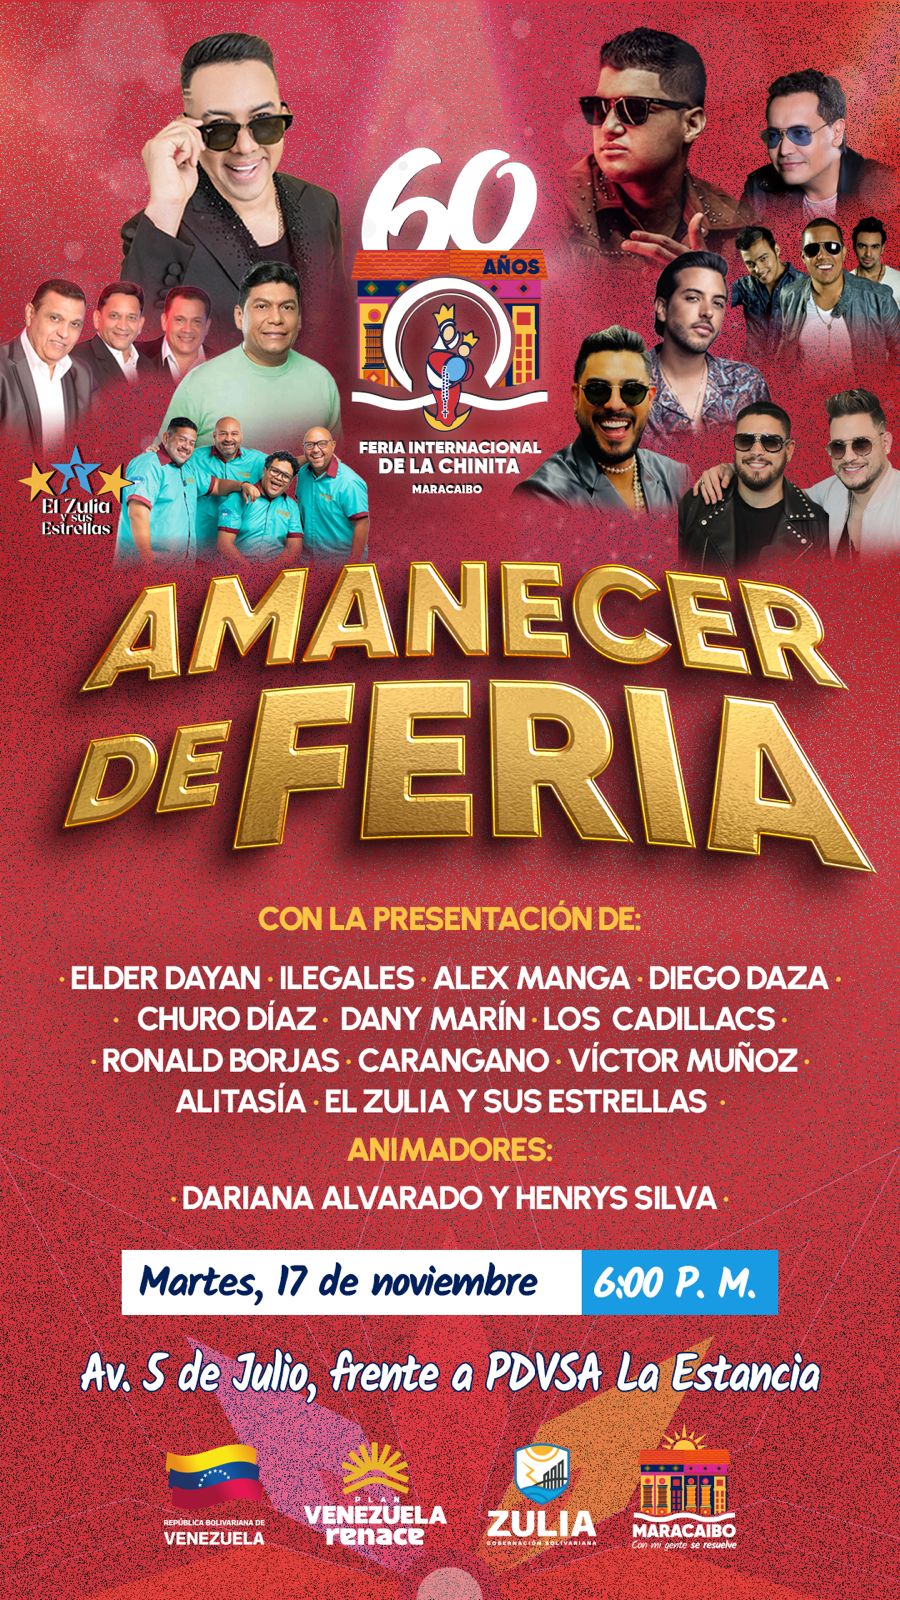 60
AÑOS
FERIA INTERNACIONAL
DE LA CHINITA
MARACAIBO
El Zulia
y sus
Estrellas
AMANECER
DE FERIA
CON LA PRESENTACIÓN DE:
· ELDER DAYAN · ILEGALES · ALEX MANGA · DIEGO DAZA ·
· CHURO DÍAZ · DANY MARÍN · LOS CADILLACS ·
· RONALD BORJAS · CARANGANO · VÍCTOR MUÑOZ ·
ALITASÍA · EL ZULIA Y SUS ESTRELLAS ·
ANIMADORES:
· DARIANA ALVARADO Y HENRYS SILVA ·
Martes, 17 de noviembre 6:00 P. M.
Av. 5 de Julio, frente a PDVSA La Estancia
REPÚBLICA BOLIVARIANA DE
VENEZUELA
PLAN
VENEZUELA
renace
ZULIA
GOBERNACIÓN BOLIVARIANA
MARACAIBO
Con mi gente se resuelve